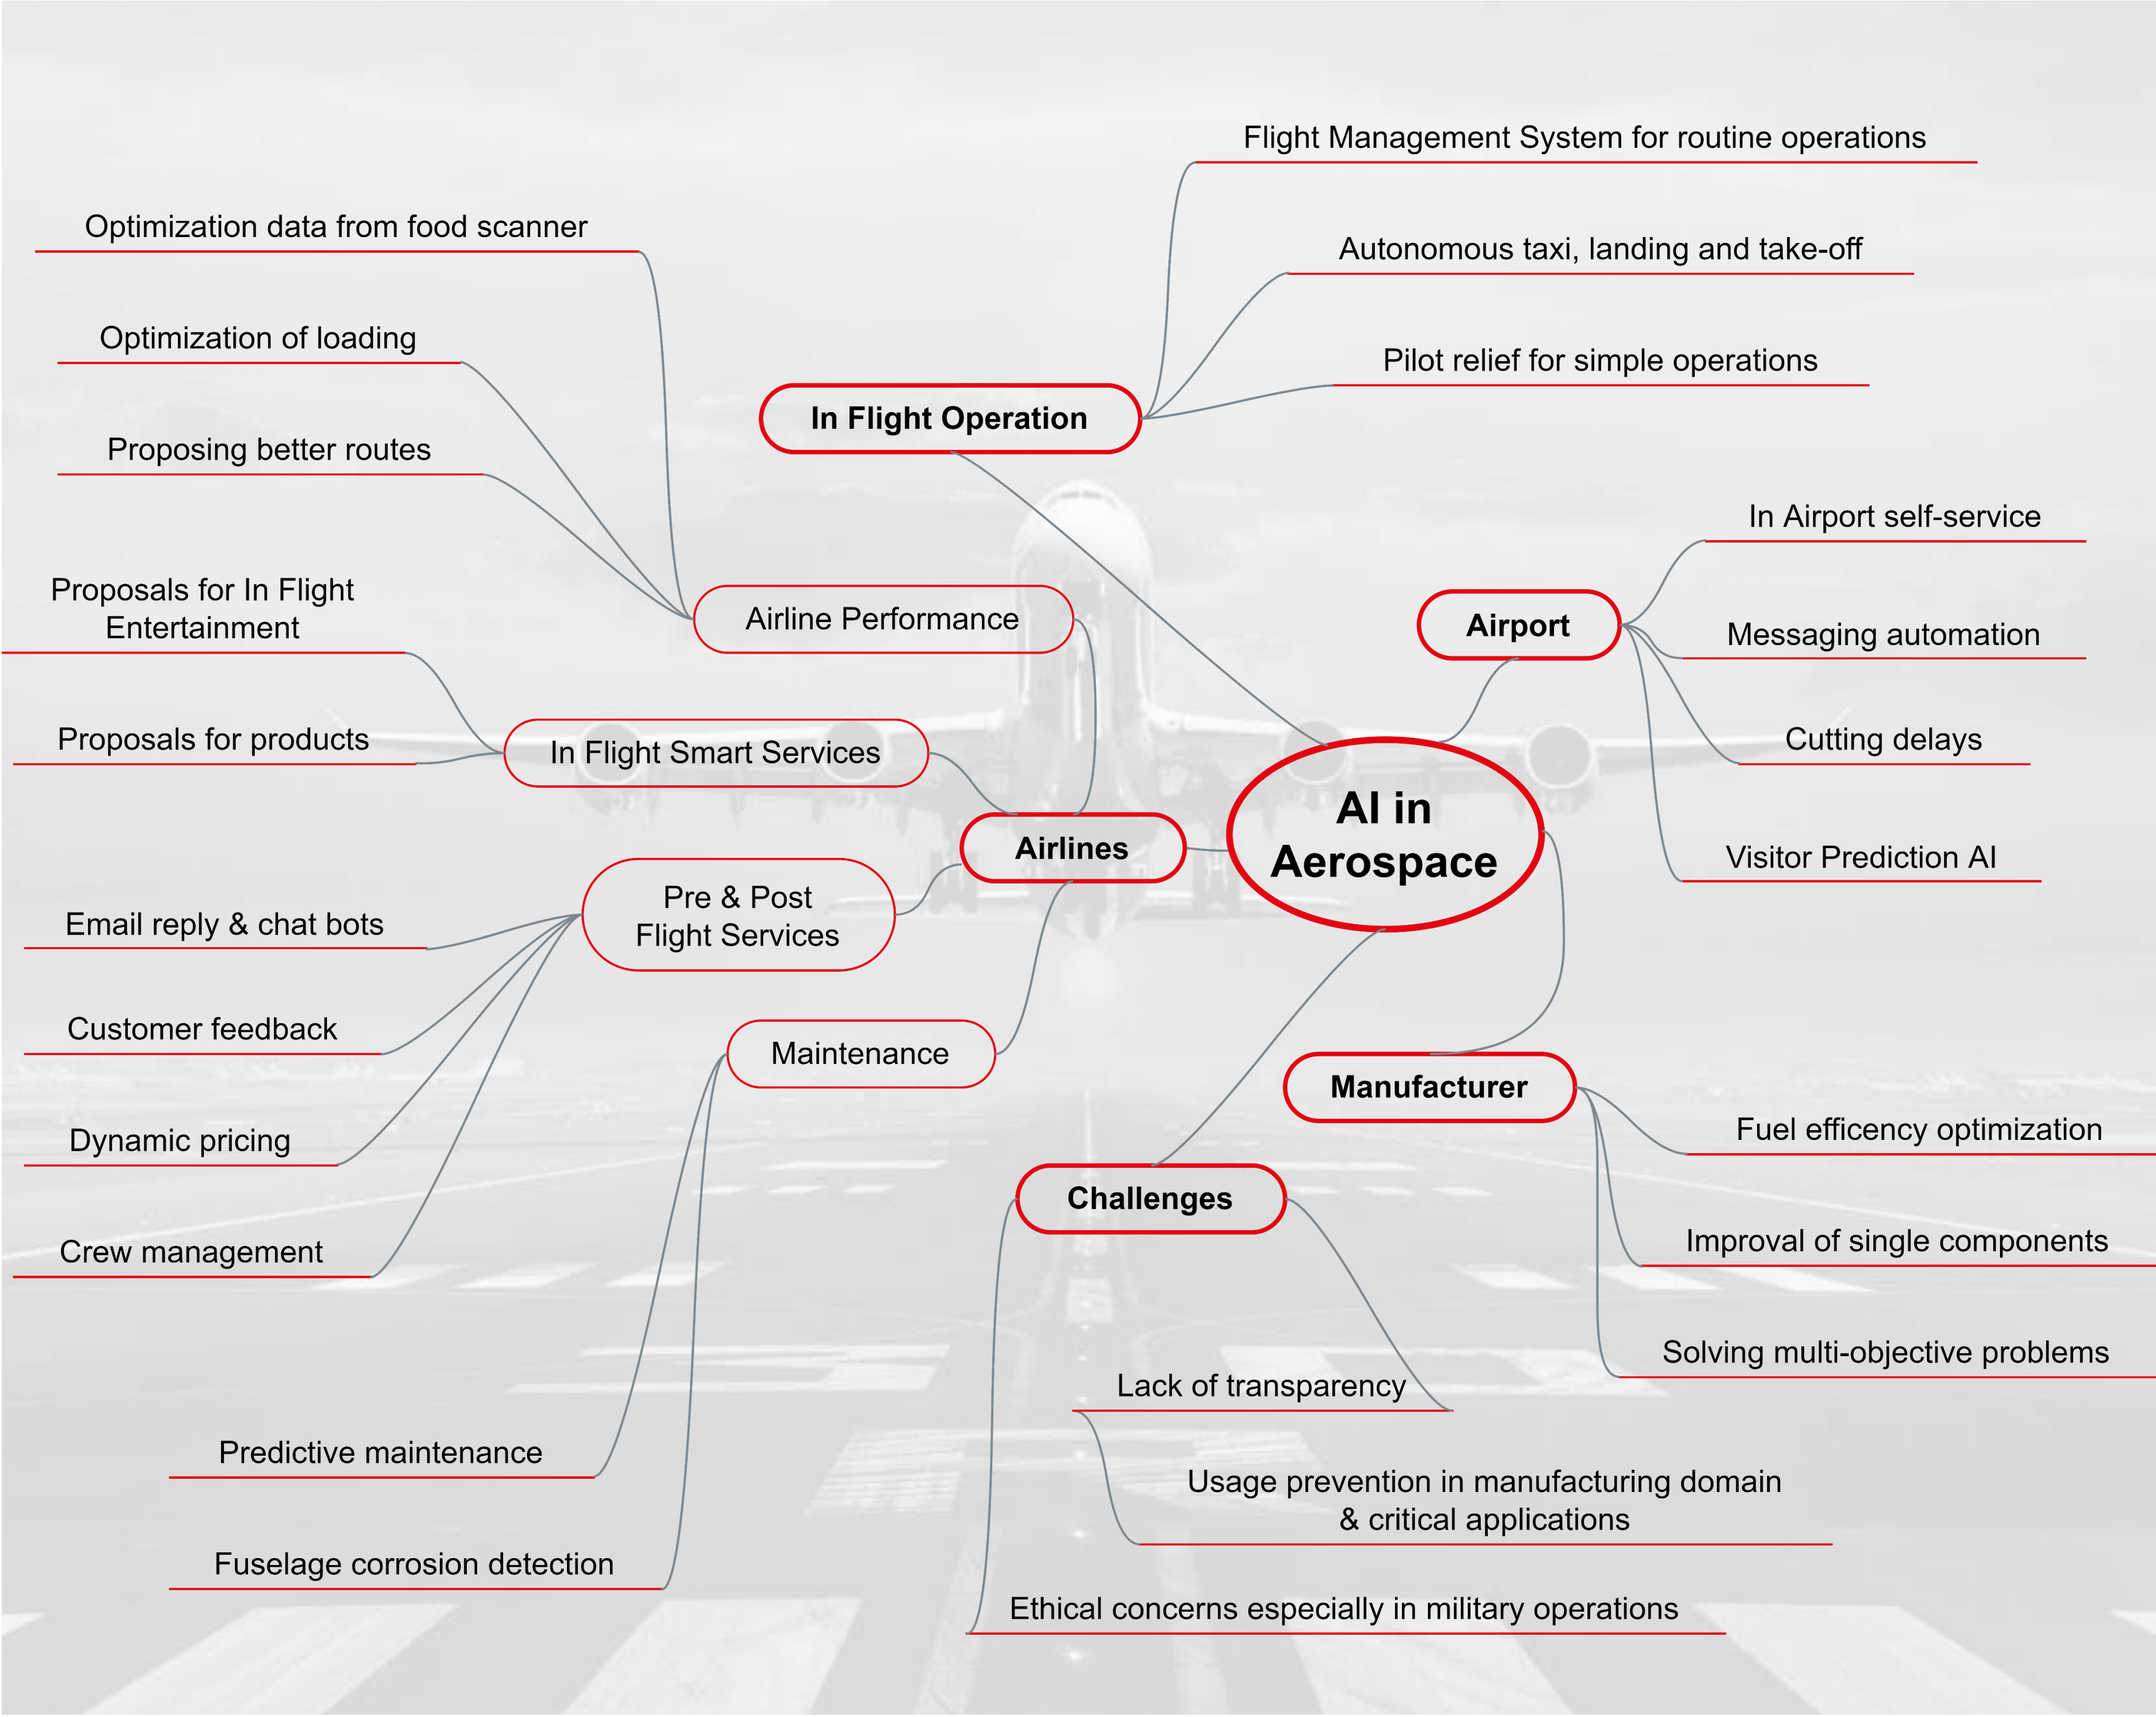 Flight Management System for routine operations
Autonomous taxi, landing and take-off
Pilot relief for simple operations
In Flight Operation
Optimization data from food scanner
Optimization of loading
Proposing better routes
Airline Performance
Proposals for In Flight
Entertainment
Proposals for products
In Flight Smart Services
Airlines
Pre & Post
Flight Services
Email reply & chat bots
Customer feedback
Dynamic pricing
Crew management
Maintenance
Predictive maintenance
Fuselage corrosion detection
AI in
Aerospace
Airport
In Airport self-service
Messaging automation
Cutting delays
Visitor Prediction AI
Manufacturer
Fuel efficency optimization
Improval of single components
Solving multi-objective problems
Challenges
Lack of transparency
Usage prevention in manufacturing domain
& critical applications
Ethical concerns especially in military operations